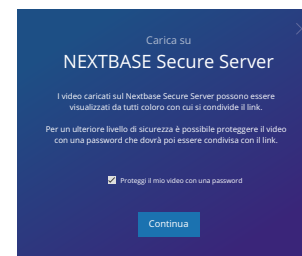 Carica su
NEXTBASE Secure Server
I video caricati sul Nextbase Secure Server possono essere
visualizzati da tutti coloro con cui si condivide il link.
Per un ulteriore livello di sicurezza è possibile proteggere il video
con una password che dovrà poi essere condivisa con il link.
Proteggi il mio video con una password
Continua